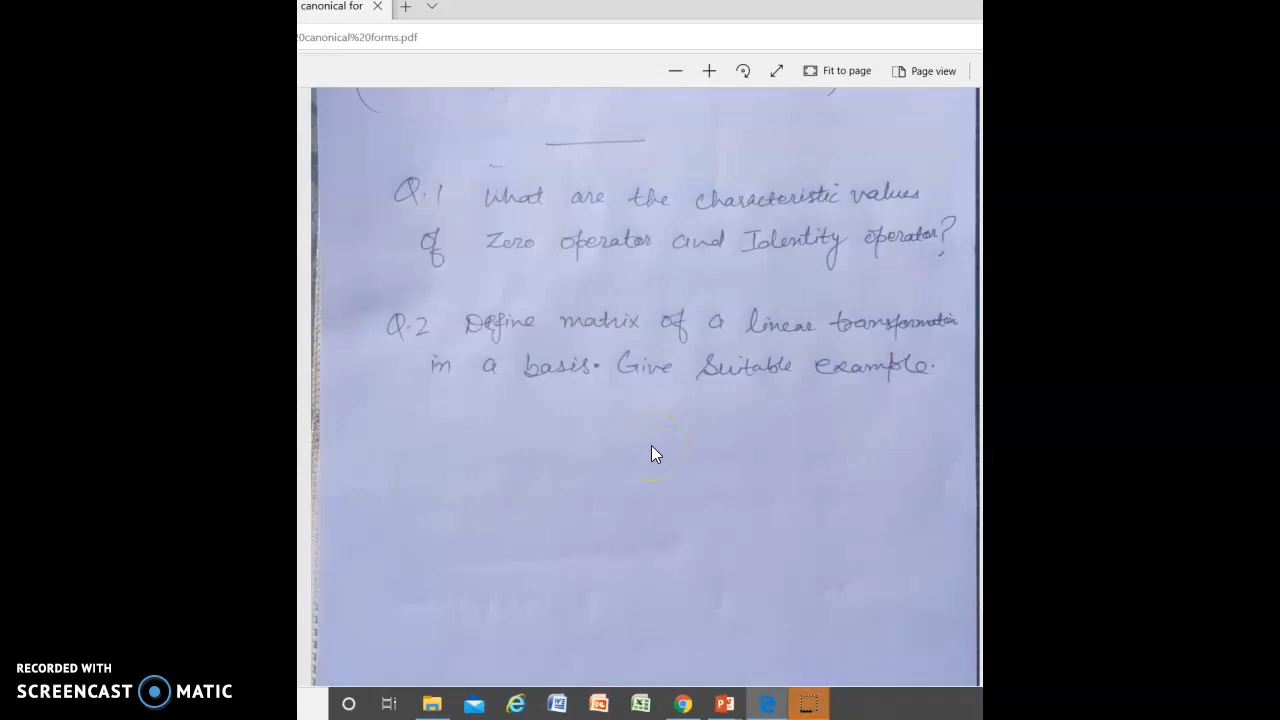 canonical for
20canonical%20forms.pdf
Fit to page
Page view
Q.1 What are the characteristic values
of Zero operator and Identity operator?
Q.2 Define matrix of a linear transformation
in a basis. Give Suitable example.
RECORDED WITH
SCREENCAST MATIC